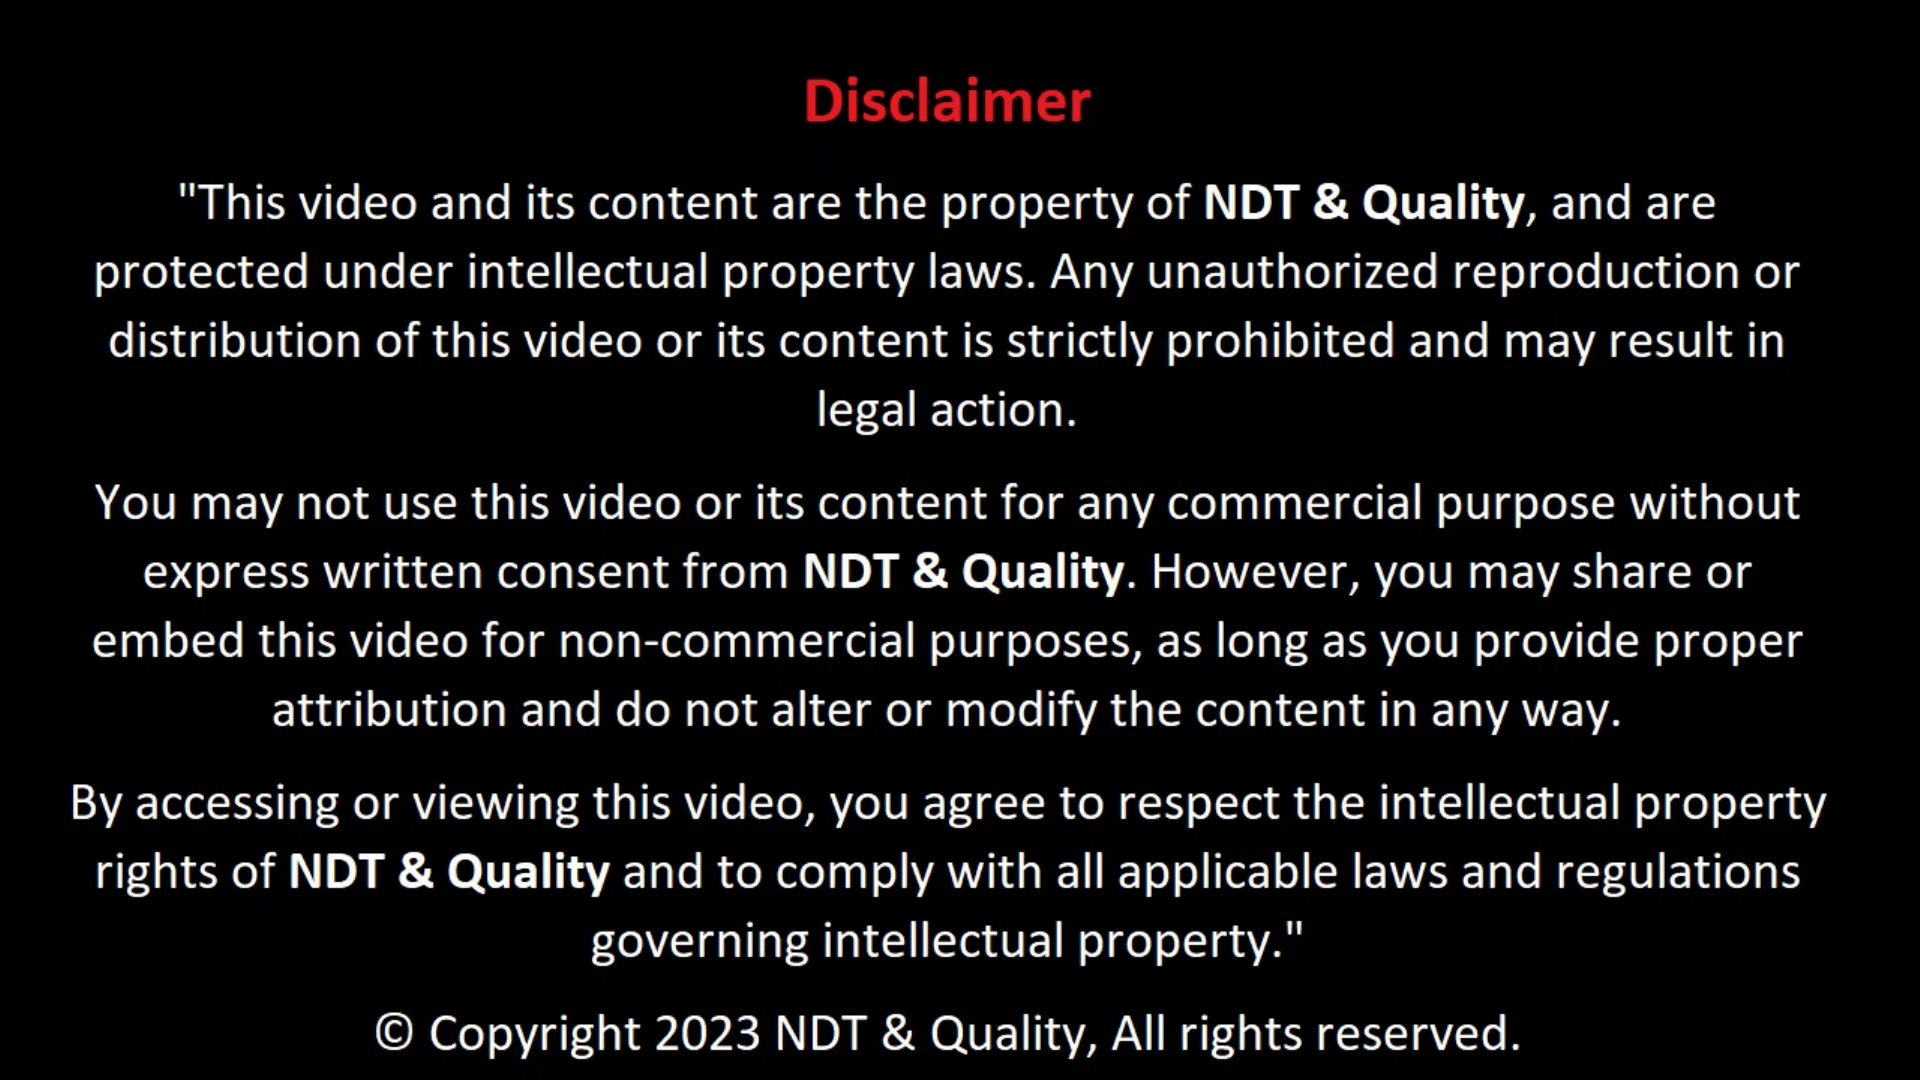 Disclaimer
"This video and its content are the property of NDT & Quality, and are
protected under intellectual property laws. Any unauthorized reproduction or
distribution of this video or its content is strictly prohibited and may result in
legal action.
You may not use this video or its content for any commercial purpose without
express written consent from NDT & Quality. However, you may share or
embed this video for non-commercial purposes, as long as you provide proper
attribution and do not alter or modify the content in any way.
By accessing or viewing this video, you agree to respect the intellectual property
rights of NDT & Quality and to comply with all applicable laws and regulations
governing intellectual property."
© Copyright 2023 NDT & Quality, All rights reserved.